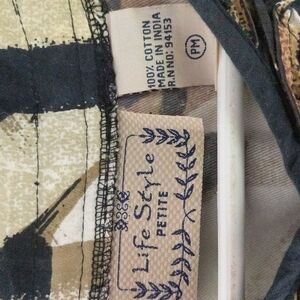 100% COTTON
MADE IN INDIA
R.N NO: 94153
PM
Life Style
PETITE